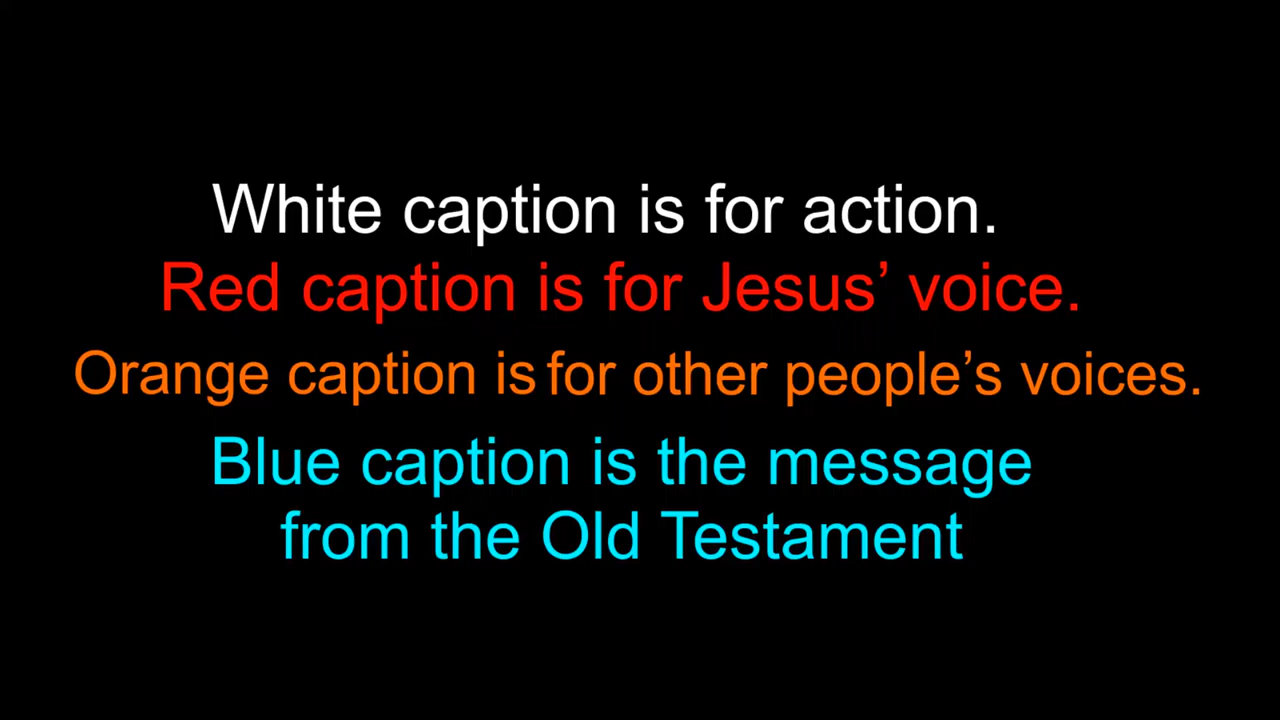 White caption is for action.
Red caption is for Jesus’ voice.
Orange caption is for other people’s voices.
Blue caption is the message
from the Old Testament